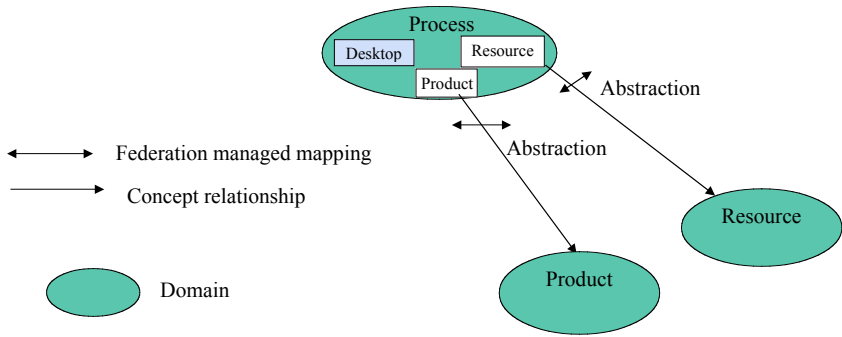 Process
Desktop
Resource
Product
Abstraction
Abstraction
Federation managed mapping
Concept relationship
Resource
Product
Domain